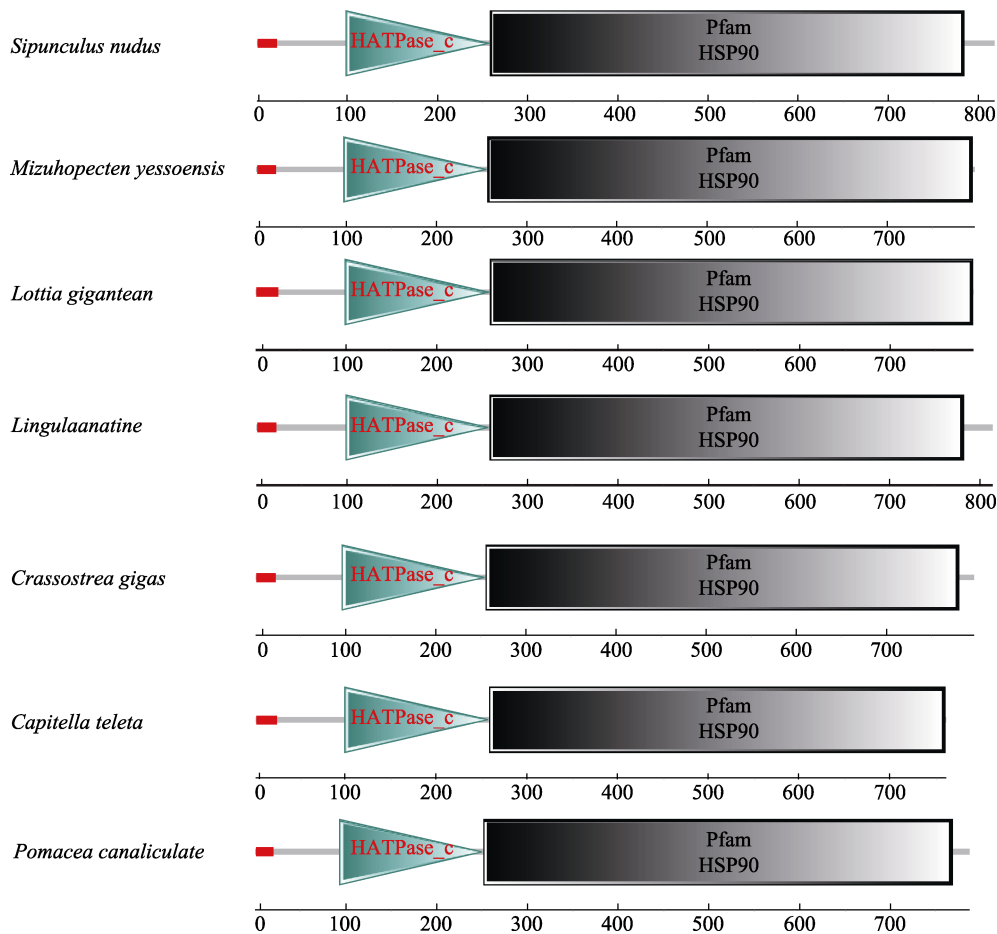 Sipunculus nudus
HATPase_c
Pfam
HSP90
0 100 200 300 400 500 600 700 800
Mizuhopecten yessoensis
HATPase_c
Pfam
HSP90
0 100 200 300 400 500 600 700
Lottia gigantean
HATPase_c
Pfam
HSP90
0 100 200 300 400 500 600 700
Lingulaanatine
HATPase_c
Pfam
HSP90
0 100 200 300 400 500 600 700 800
Crassostrea gigas
HATPase_c
Pfam
HSP90
0 100 200 300 400 500 600 700
Capitella teleta
HATPase_c
Pfam
HSP90
0 100 200 300 400 500 600 700
Pomacea canaliculate
HATPase_c
Pfam
HSP90
0 100 200 300 400 500 600 700